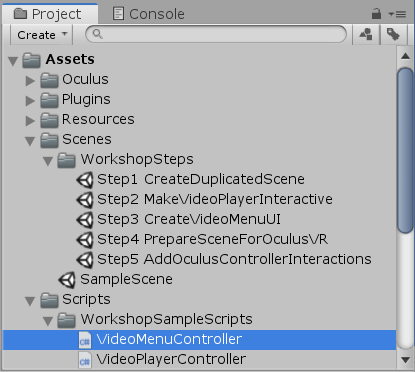 Project Console
Create
Assets
Oculus
Plugins
Resources
Scenes
WorkshopSteps
Step1 CreateDuplicatedScene
Step2 MakeVideoPlayerInteractive
Step3 CreateVideoMenuUI
Step4 PrepareSceneForOculusVR
Step5 AddOculusControllerInteractions
SampleScene
Scripts
WorkshopSampleScripts
C# VideoMenuController
C# VideoPlayerController